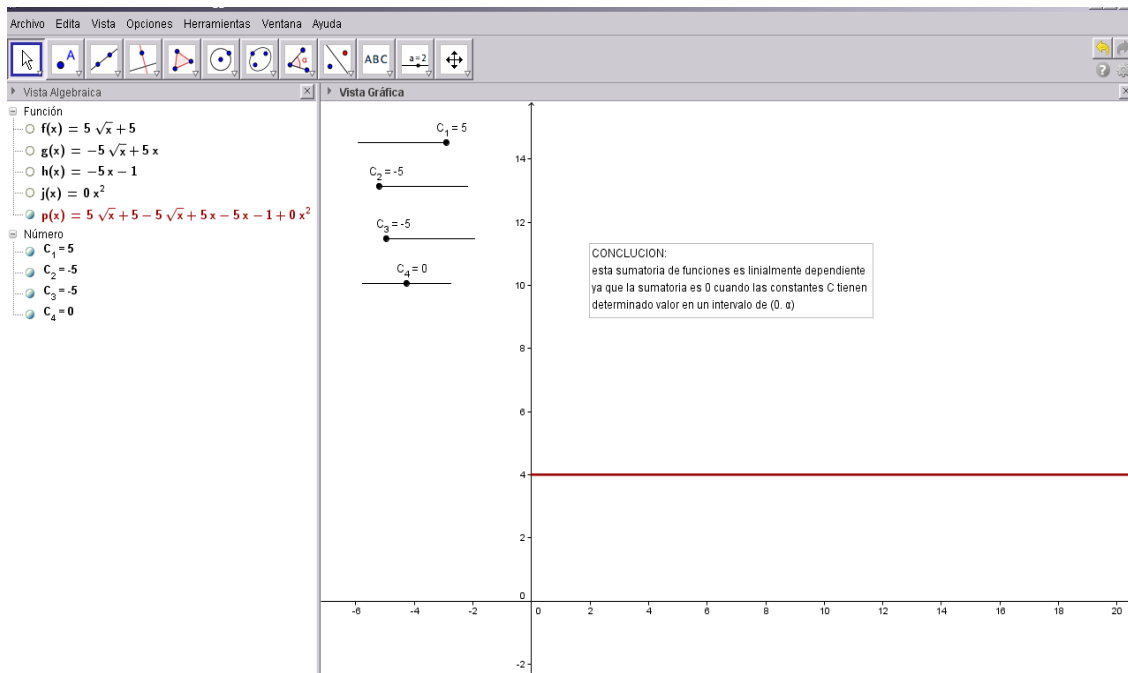 Archivo Edita Vista Opciones Herramientas Ventana Ayuda
A
α
ABC
a=2
?
Vista Algebraica
Vista Gráfica
Función
f(x) = 5 √x + 5
g(x) = -5 √x + 5 x
h(x) = -5 x - 1
j(x) = 0 x²
p(x) = 5 √x + 5 - 5 √x + 5 x - 5 x - 1 + 0 x²
Número
C₁ = 5
C₂ = -5
C₃ = -5
C₄ = 0
C₁ = 5
C₂ = -5
C₃ = -5
C₄ = 0
CONCLUCION:
esta sumatoria de funciones es linialmente dependiente
ya que la sumatoria es 0 cuando las constantes C tienen
determinado valor en un intervalo de (0. α)
14
12
10
8
6
4
2
0
-2
-6 -4 -2 0 2 4 6 8 10 12 14 16 18 20